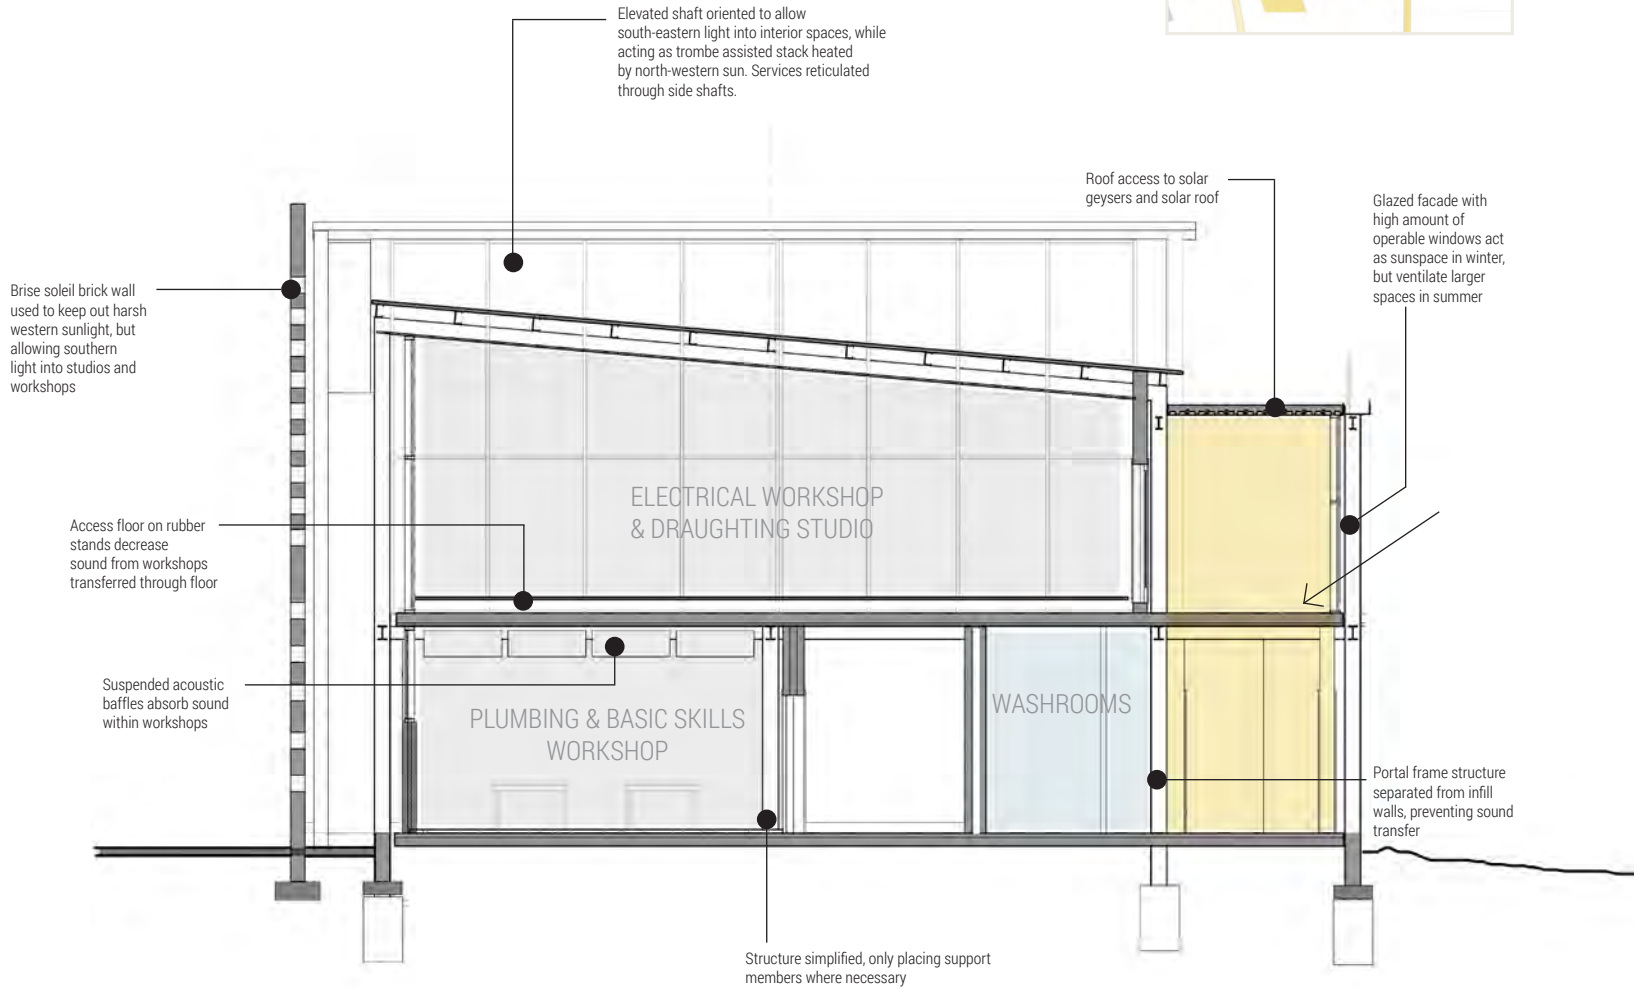 Elevated shaft oriented to allow
south-eastern light into interior spaces, while
acting as trombe assisted stack heated
by north-western sun. Services reticulated
through side shafts.
Roof access to solar
geysers and solar roof
Glazed facade with
high amount of
operable windows act
as sunspace in winter,
but ventilate larger
spaces in summer
Brise soleil brick wall
used to keep out harsh
western sunlight, but
allowing southern
light into studios and
workshops
ELECTRICAL WORKSHOP
& DRAUGHTING STUDIO
Access floor on rubber
stands decrease
sound from workshops
transferred through floor
Suspended acoustic
baffles absorb sound
within workshops
PLUMBING & BASIC SKILLS
WORKSHOP
WASHROOMS
Portal frame structure
separated from infill
walls, preventing sound
transfer
Structure simplified, only placing support
members where necessary